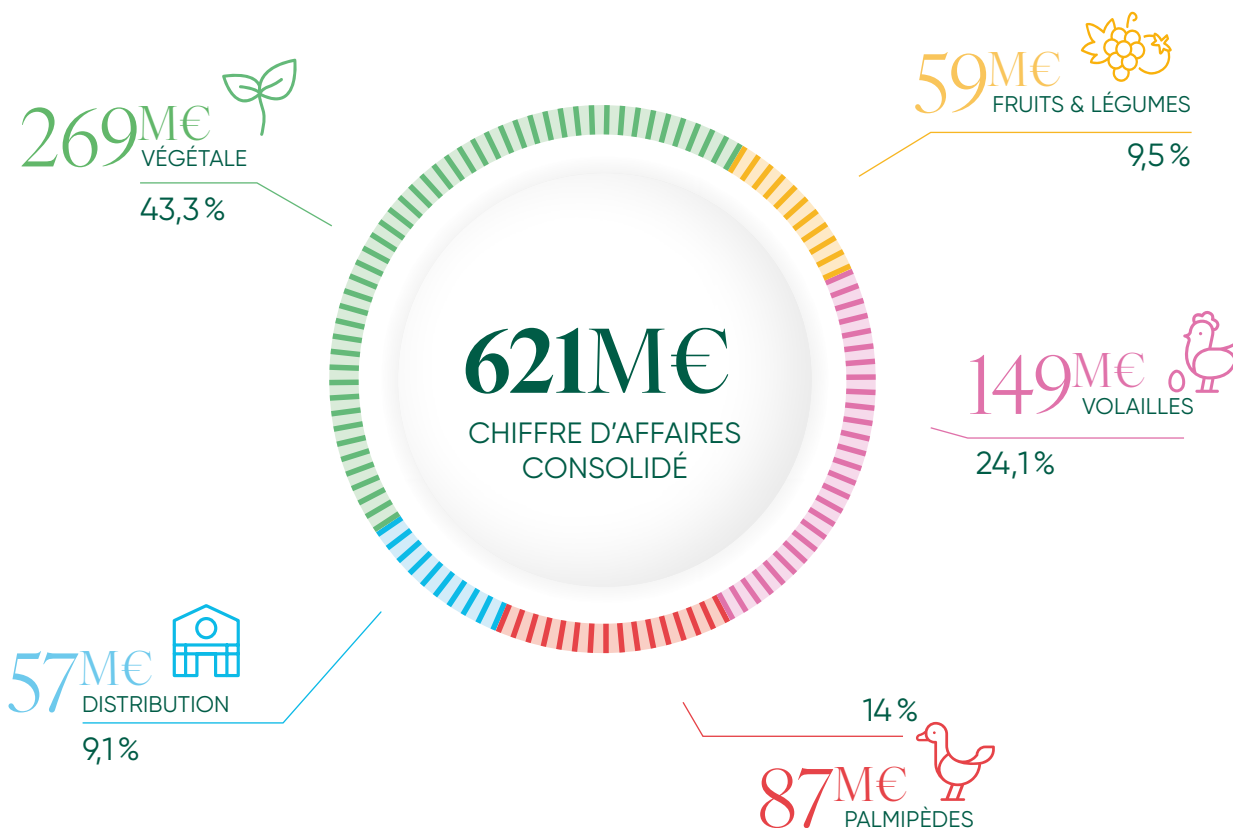 269M€
VÉGÉTALE
43,3 %
59M€
FRUITS & LÉGUMES
9,5 %
621M€
CHIFFRE D'AFFAIRES
CONSOLIDÉ
149M€
VOLAILLES
24,1 %
57M€
DISTRIBUTION
9,1 %
14 %
87M€
PALMIPÈDES